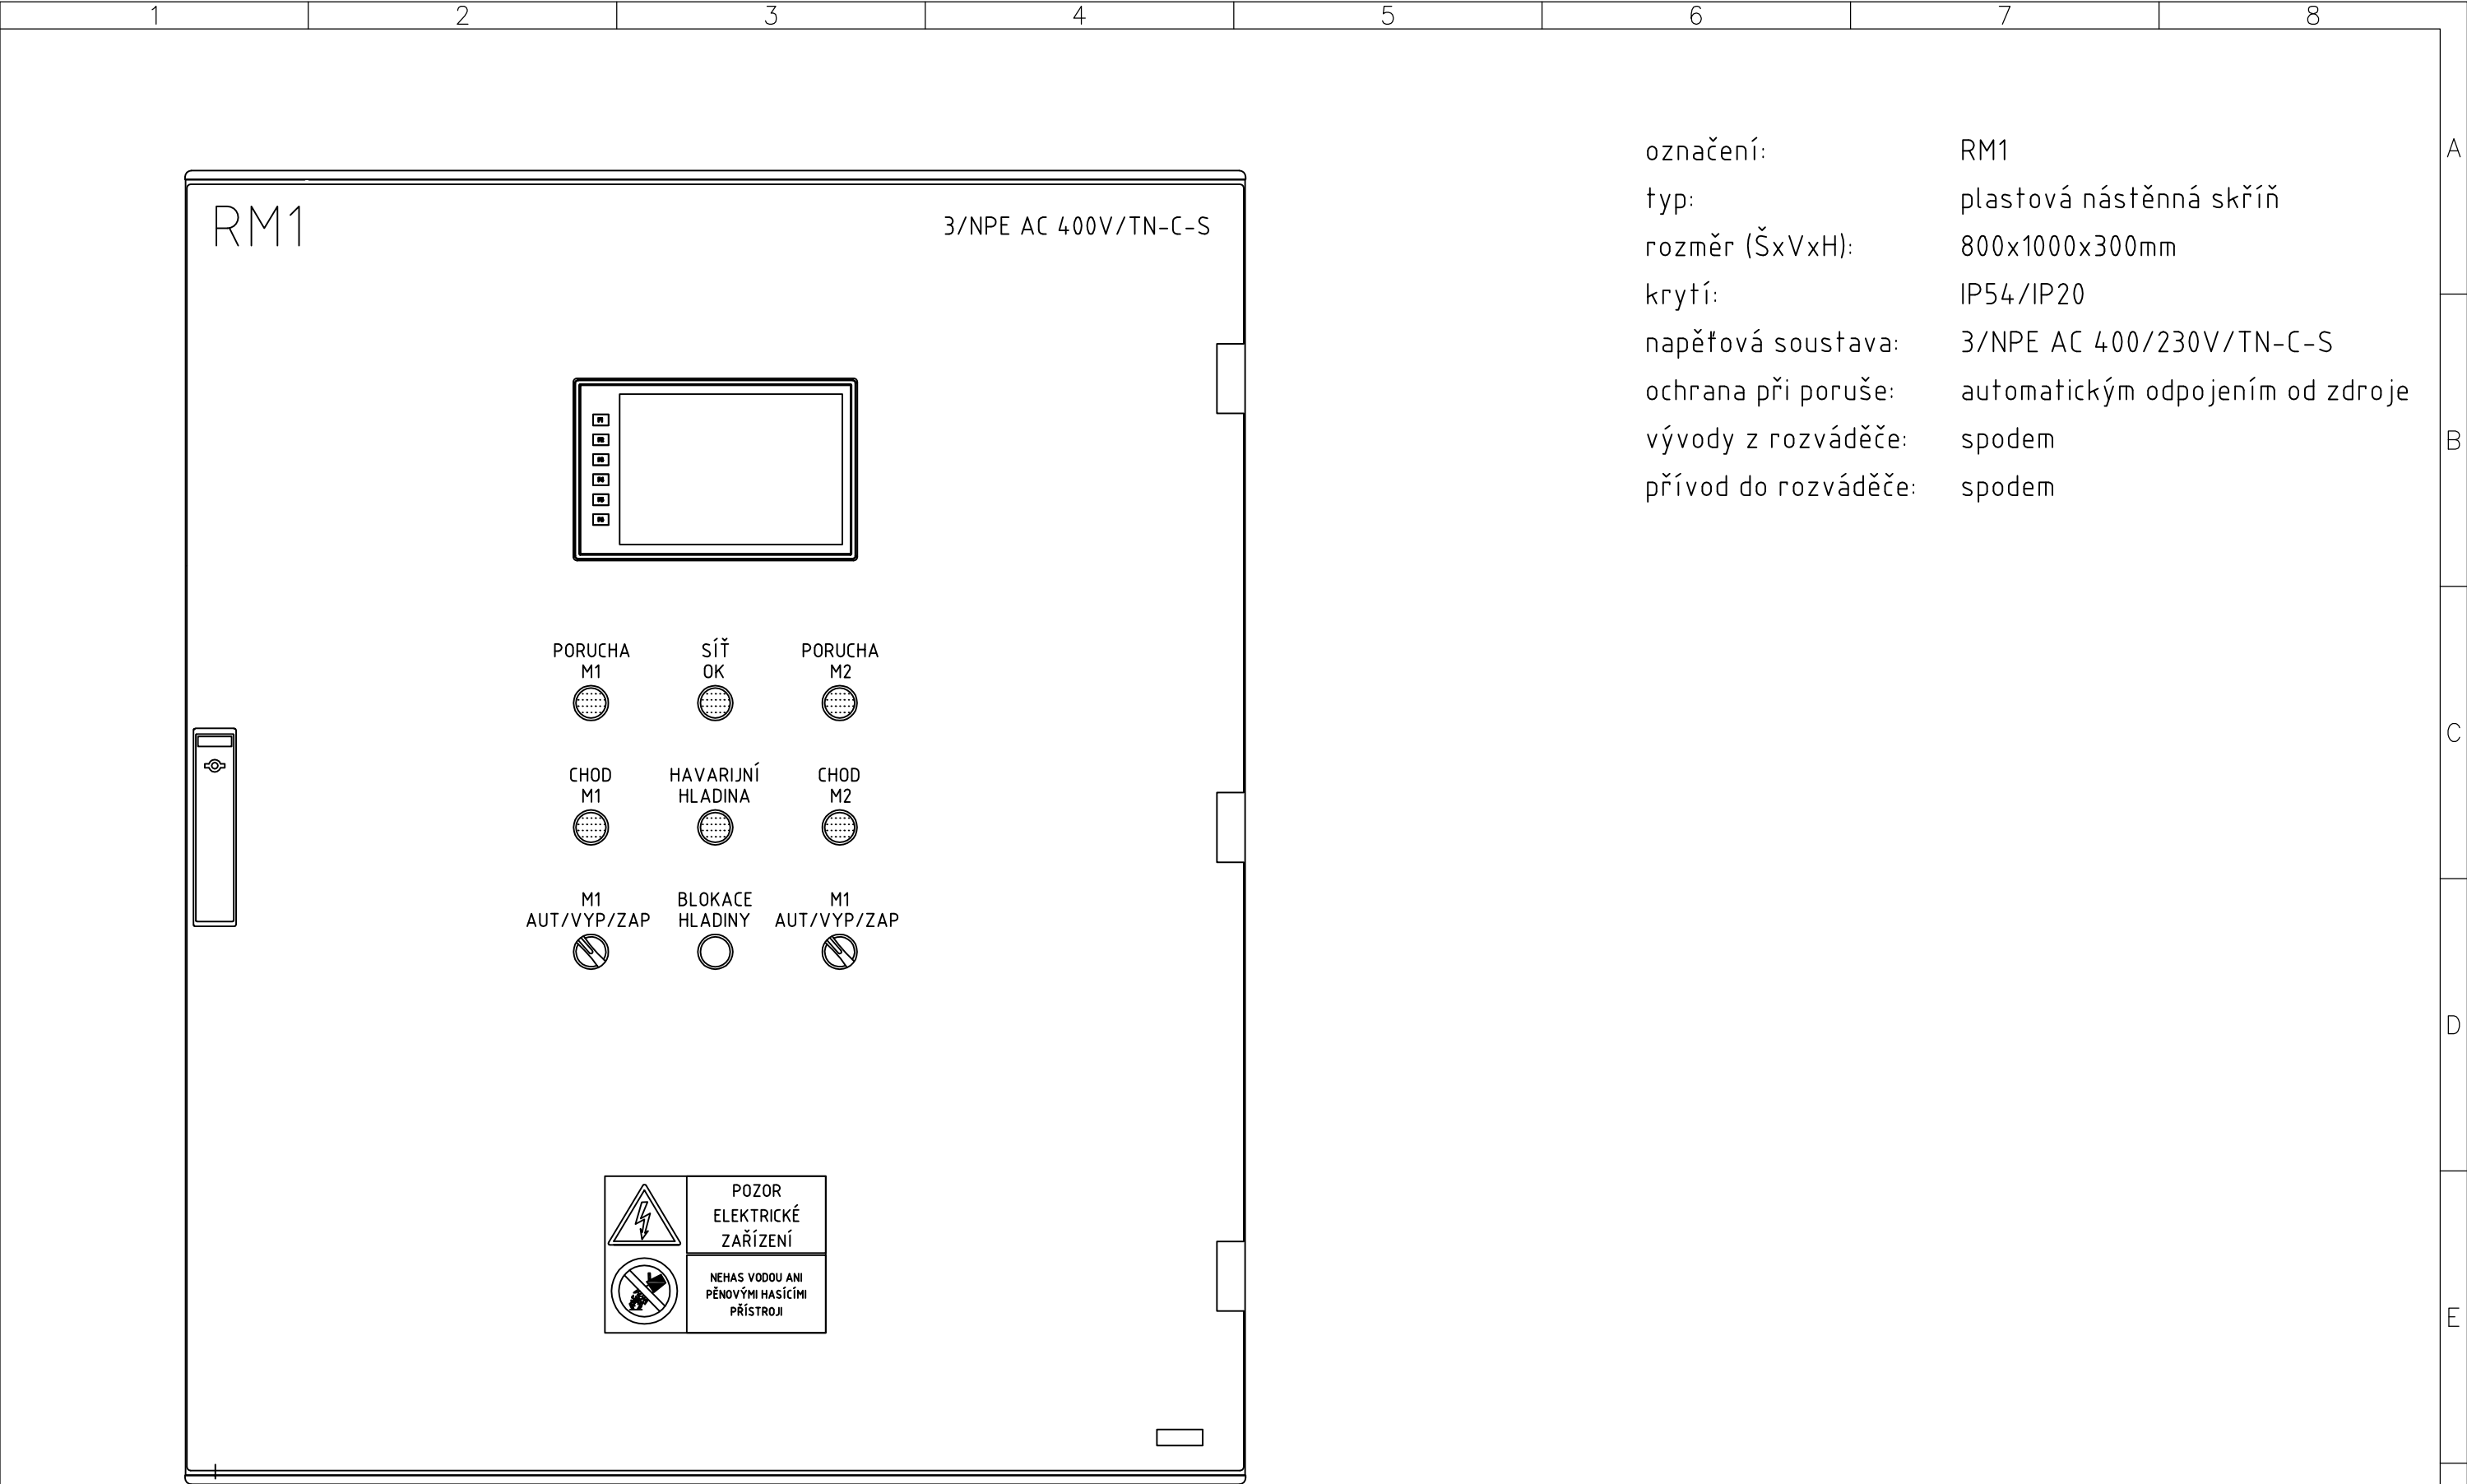 1 2 3 4 5 6 7 8
A
B
C
D
E
RM1
3/NPE AC 400V/TN-C-S
PORUCHA
M1
SÍŤ
OK
PORUCHA
M2
CHOD
M1
HAVARIJNÍ
HLADINA
CHOD
M2
M1
AUT/VYP/ZAP
BLOKACE
HLADINY
M1
AUT/VYP/ZAP
POZOR
ELEKTRICKÉ
ZAŘÍZENÍ
NEHAS VODOU ANI
PĚNOVÝMI HASÍCÍMI
PŘÍSTROJI
označení: RM1
typ: plastová nástěnná skříň
rozměr (ŠxVxH): 800x1000x300mm
krytí: IP54/IP20
napěťová soustava: 3/NPE AC 400/230V/TN-C-S
ochrana při poruše: automatickým odpojením od zdroje
vývody z rozváděče: spodem
přívod do rozváděče: spodem